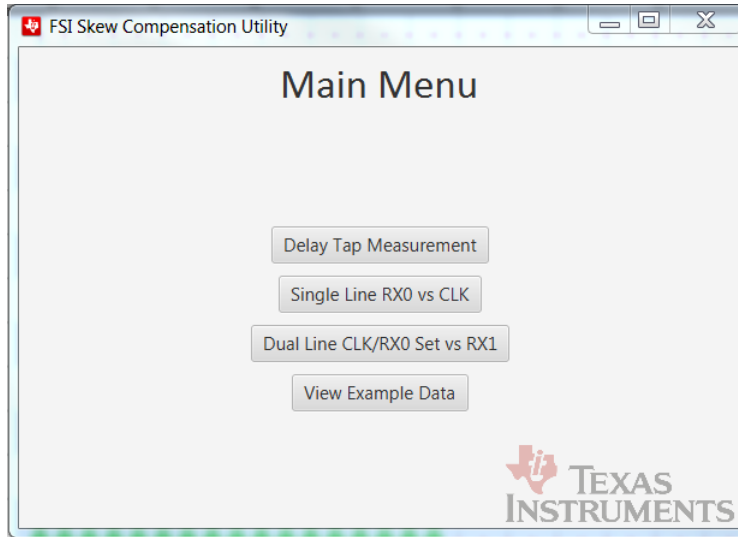 FSI Skew Compensation Utility
Main Menu
Delay Tap Measurement
Single Line RX0 vs CLK
Dual Line CLK/RX0 Set vs RX1
View Example Data
TEXAS
INSTRUMENTS